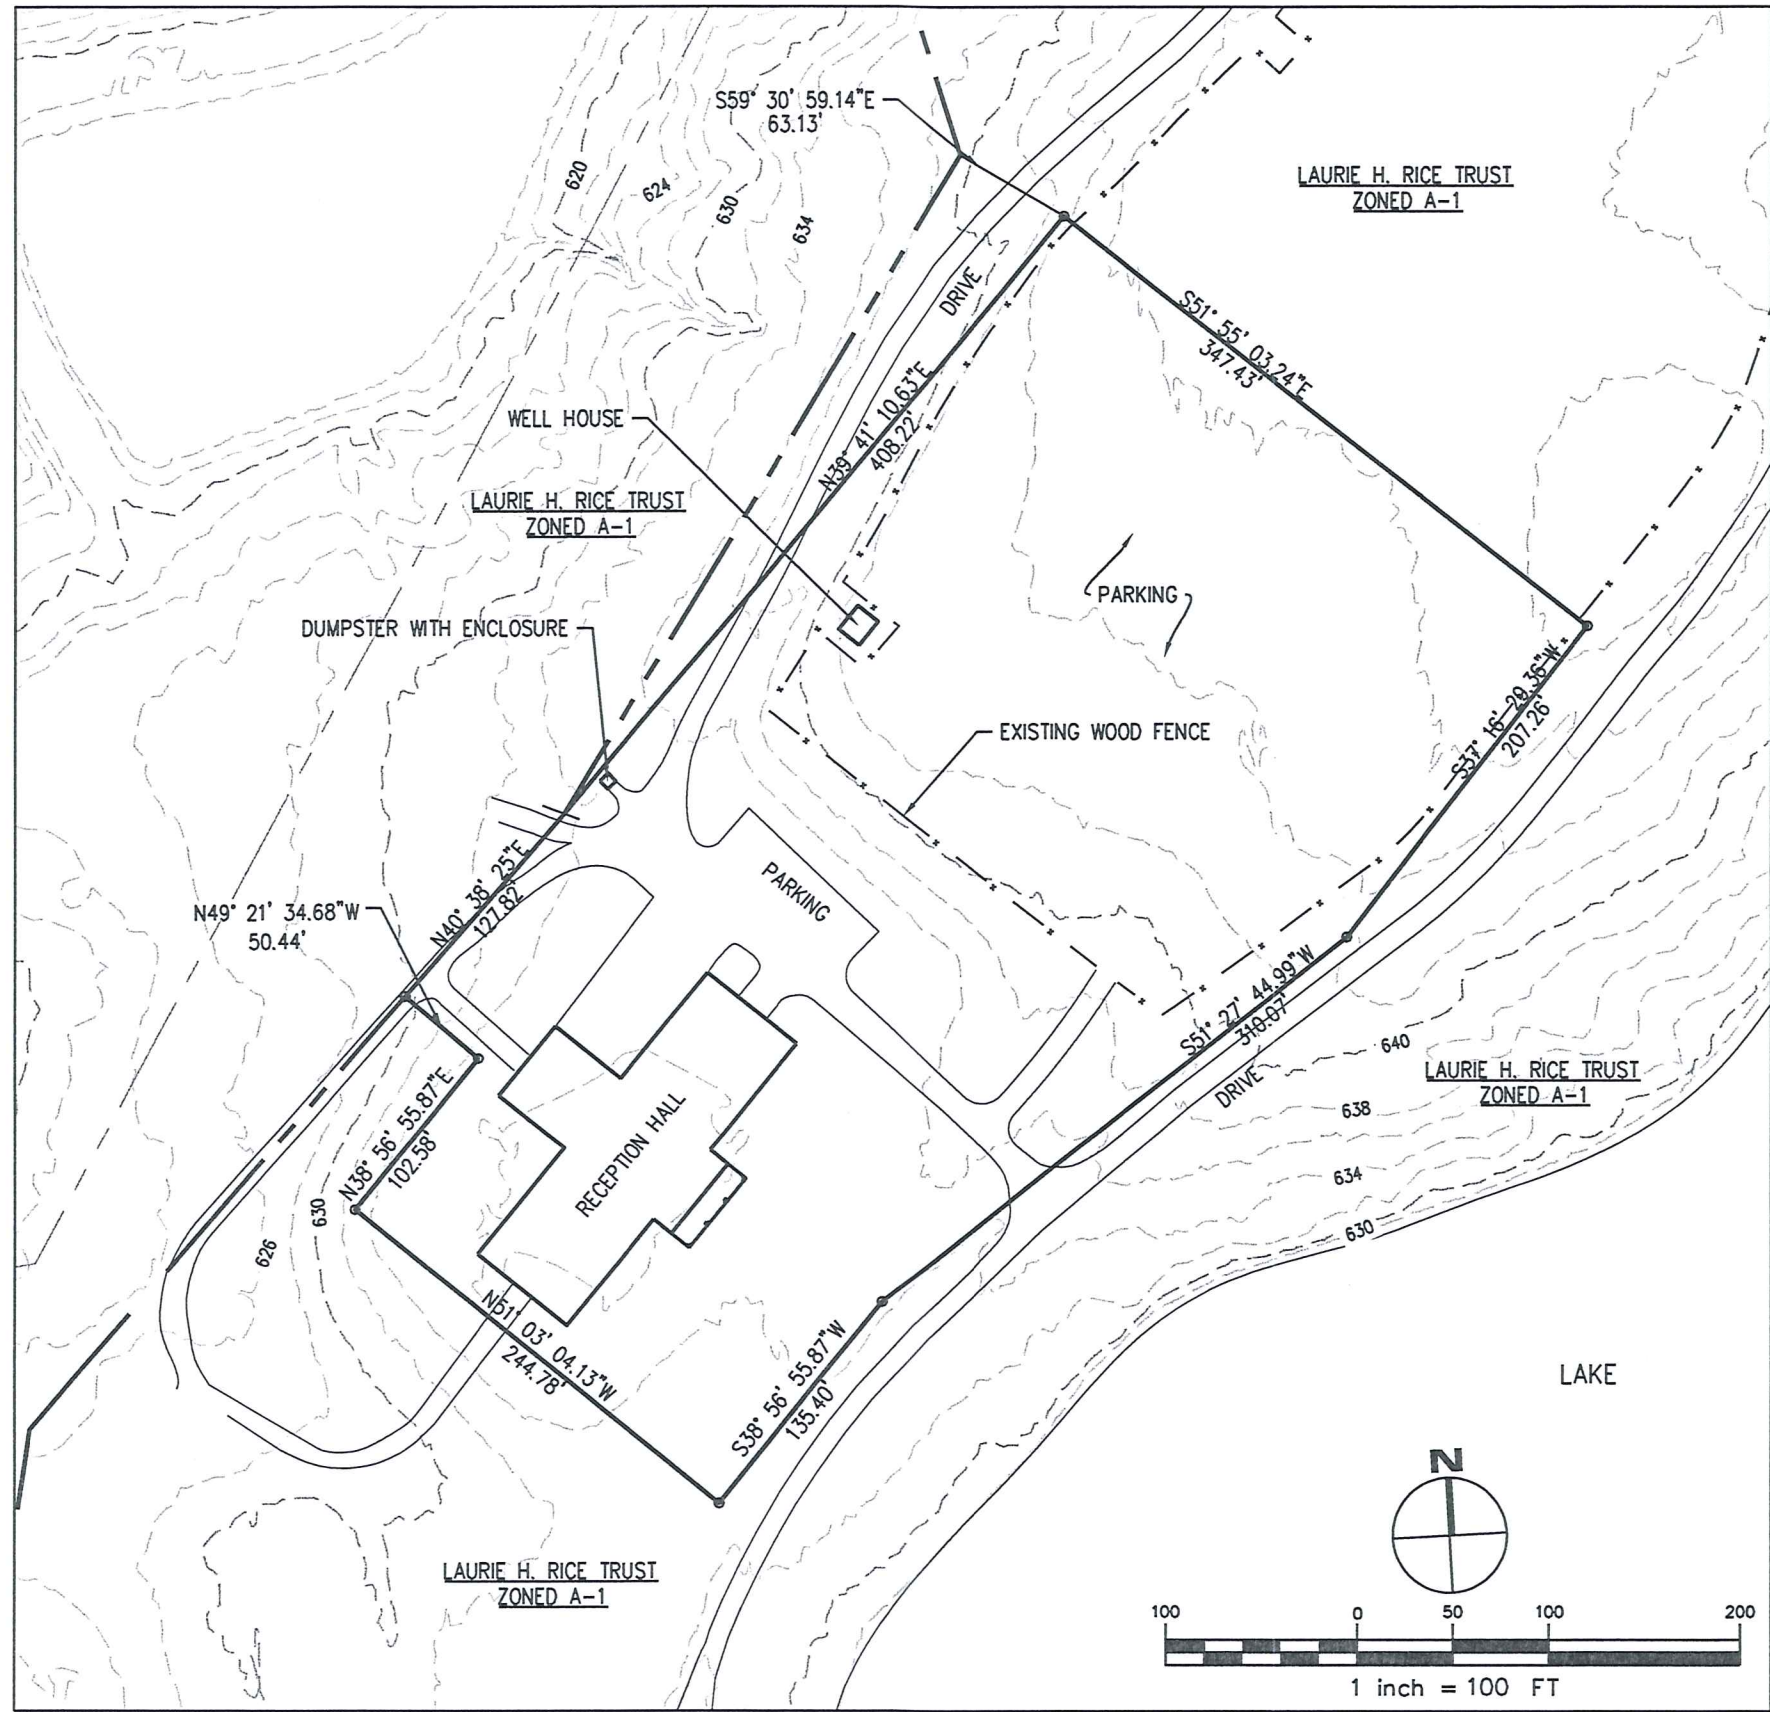 S59° 30' 59.14"E
63.13'
620
624
630
634
LAURIE H. RICE TRUST
ZONED A-1
DRIVE
S51° 55' 03.24"E
347.43'
N39° 41' 10.63"E
408.22'
WELL HOUSE
LAURIE H. RICE TRUST
ZONED A-1
PARKING
DUMPSTER WITH ENCLOSURE
S37° 16' 29.36"W
207.26'
EXISTING WOOD FENCE
PARKING
N40° 38' 25"E
127.82'
N49° 21' 34.68"W
50.44'
S51° 27' 44.99"W
310.07'
DRIVE
640
638
634
630
LAURIE H. RICE TRUST
ZONED A-1
N38° 56' 55.87"E
102.58'
RECEPTION HALL
630
626
N51° 03' 04.13"W
244.78'
S38° 56' 55.87"W
135.40'
LAKE
N
LAURIE H. RICE TRUST
ZONED A-1
100 0 50 100 200
1 inch = 100 FT